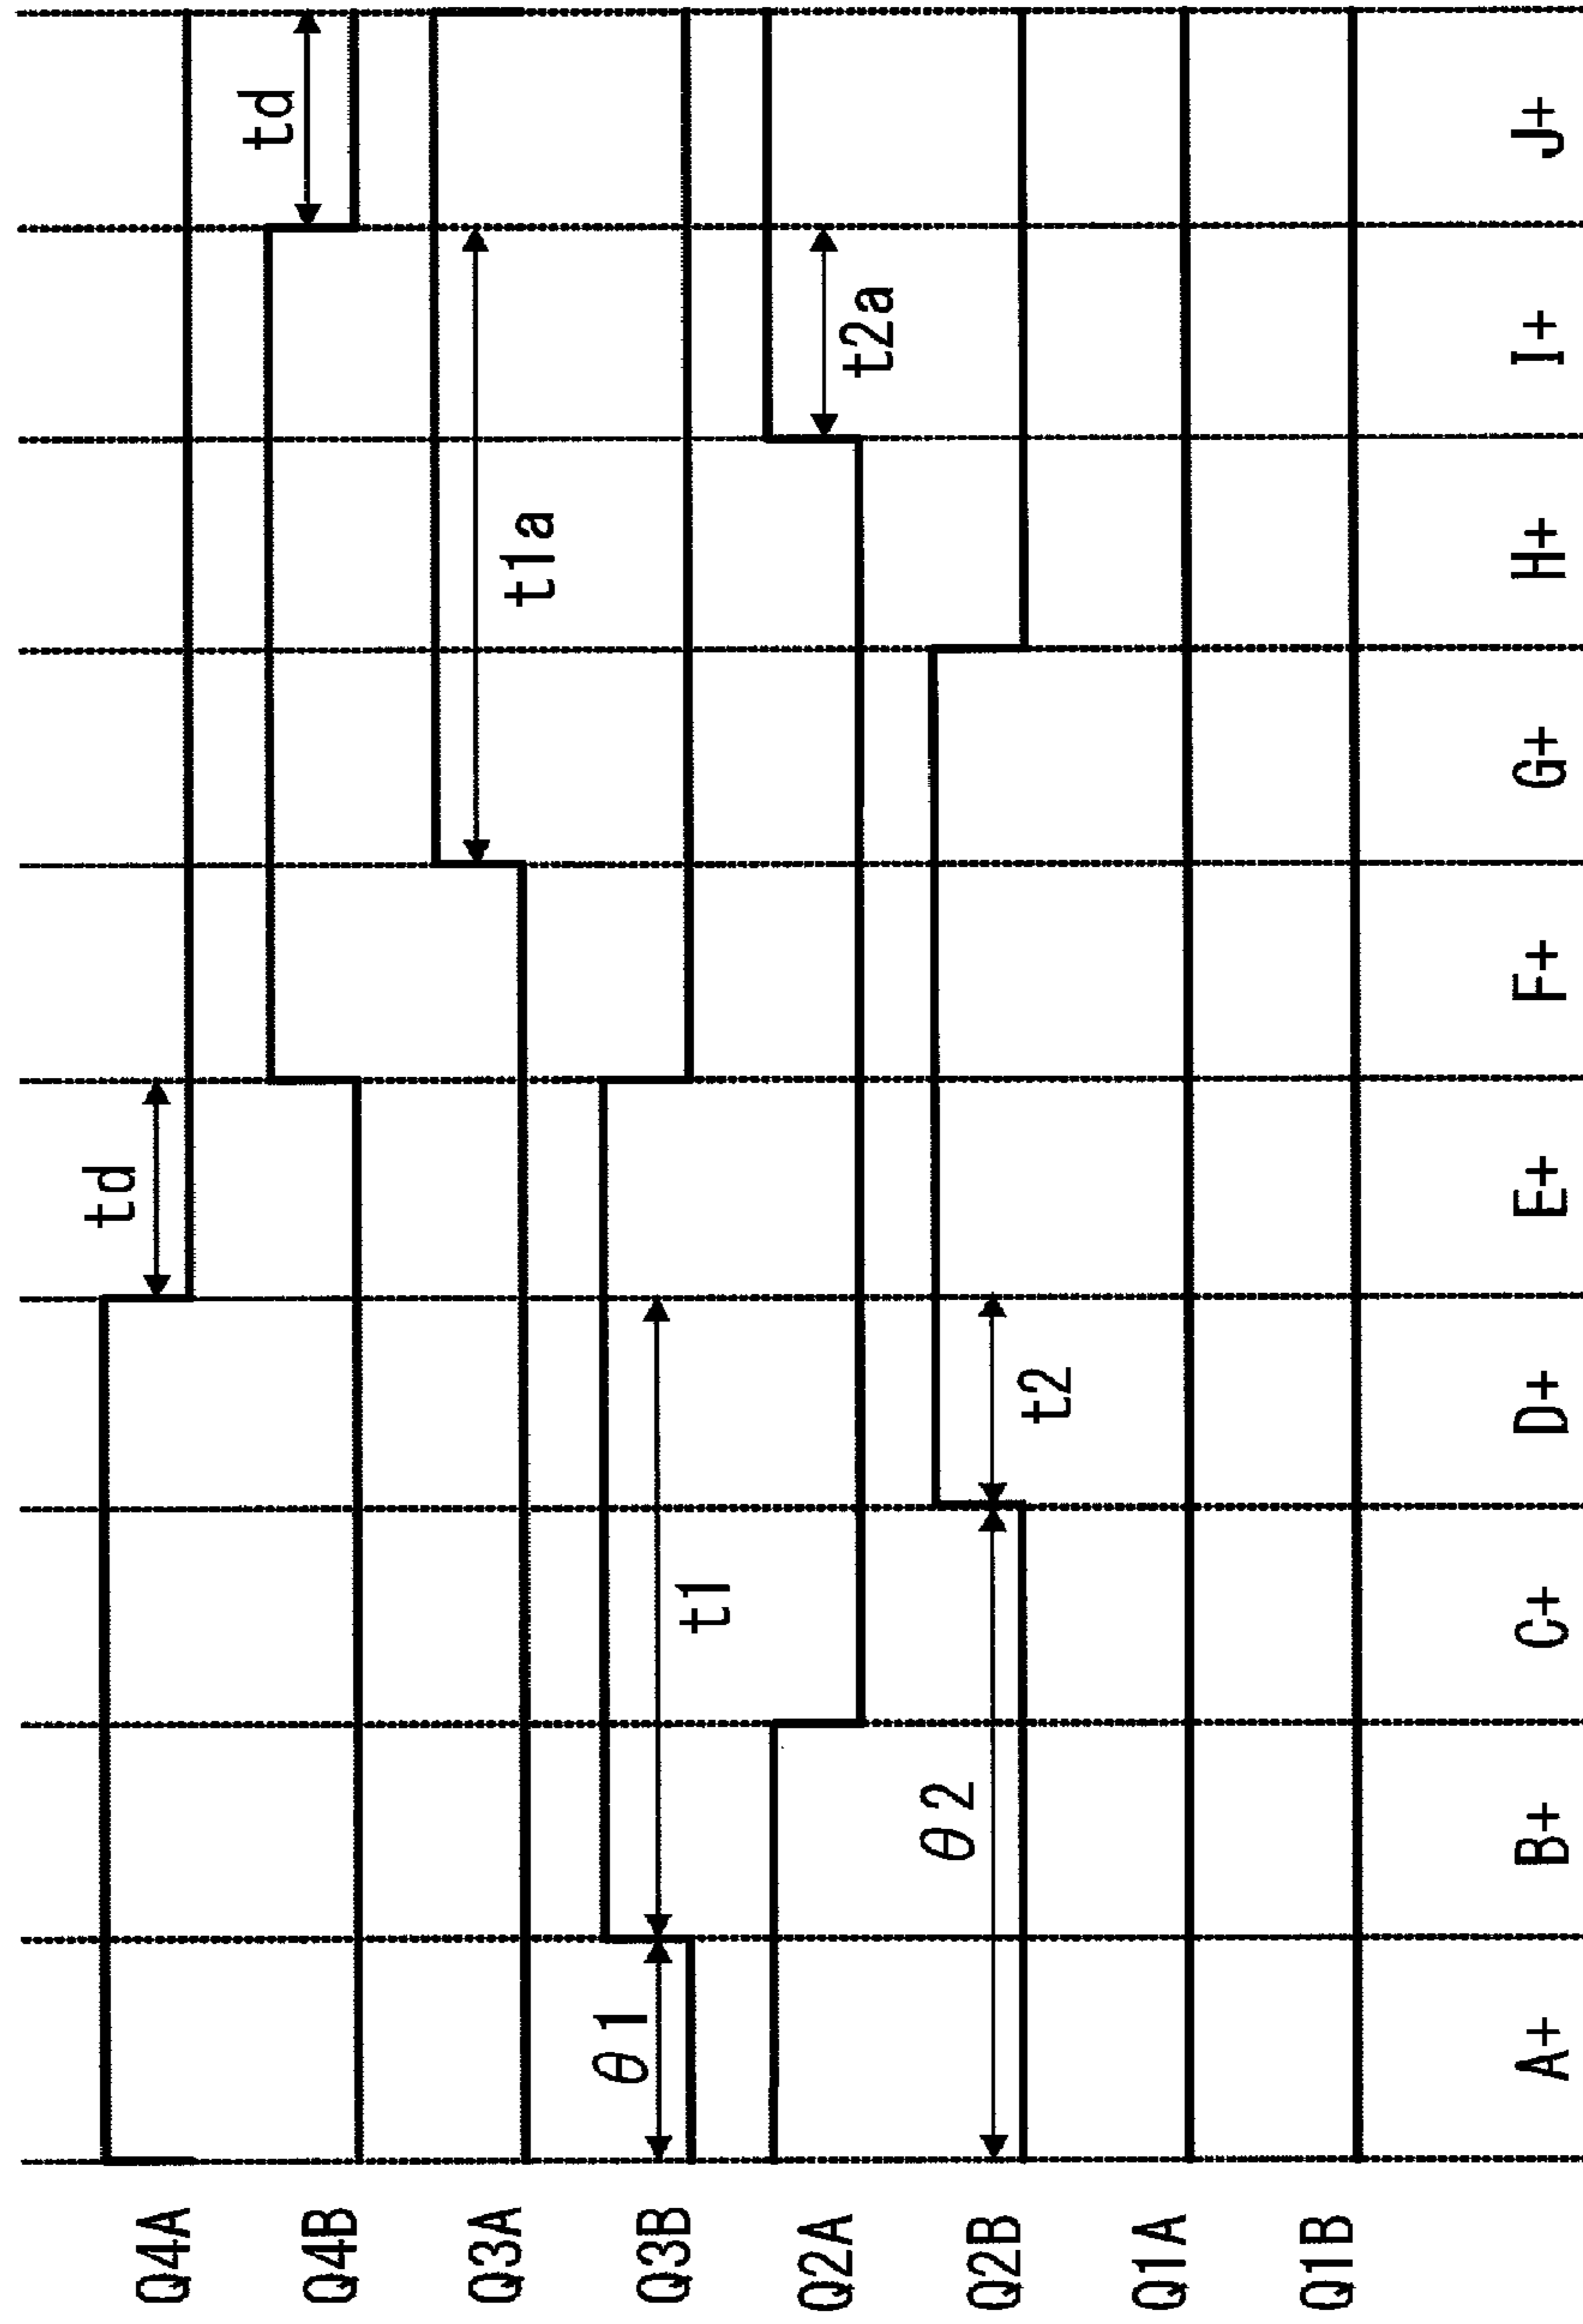 Q4A
td
Q4B
td
Q3A
t1a
Q3B
θ1
t1
Q2A
t2a
Q2B
θ2
t2
Q1A
Q1B
A+ B+ C+ D+ E+ F+ G+ H+ I+ J+